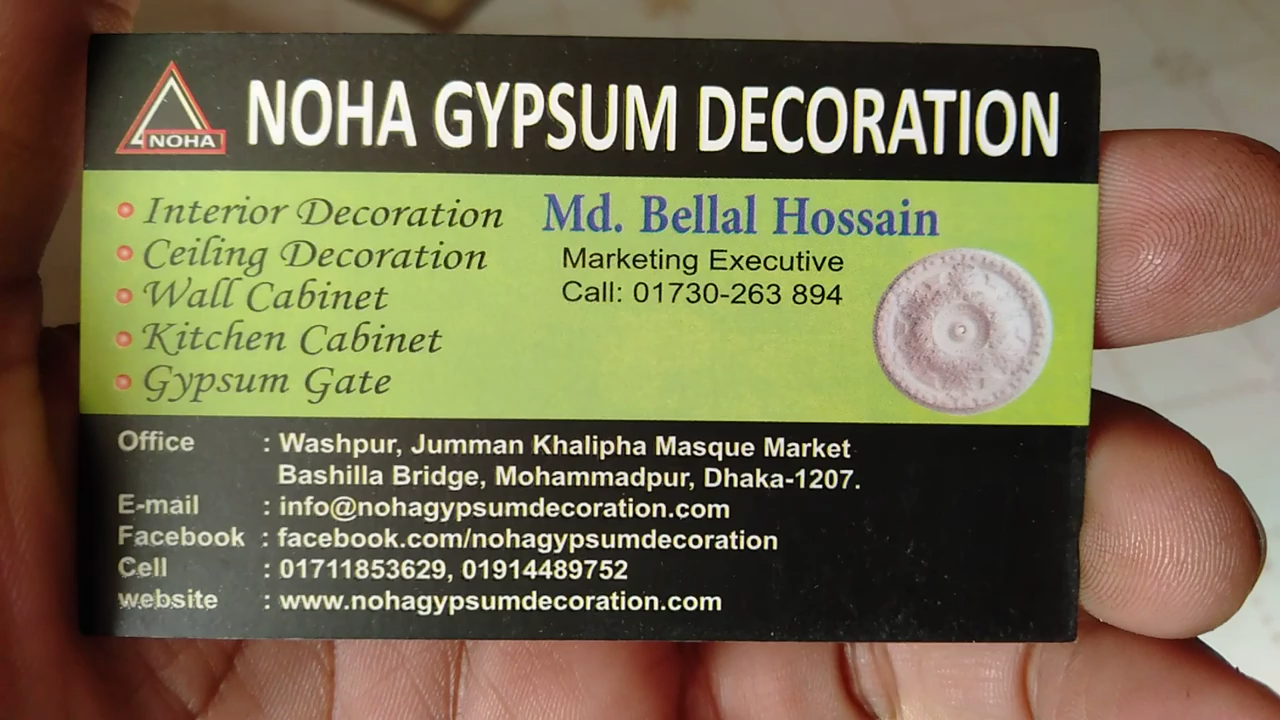 NOHA
NOHA GYPSUM DECORATION
Interior Decoration
Ceiling Decoration
Wall Cabinet
Kitchen Cabinet
Gypsum Gate
Md. Bellal Hossain
Marketing Executive
Call: 01730-263 894
Office : Washpur, Jumman Khalipha Masque Market
Bashilla Bridge, Mohammadpur, Dhaka-1207.
E-mail : info@nohagypsumdecoration.com
Facebook : facebook.com/nohagypsumdecoration
Cell : 01711853629, 01914489752
website : www.nohagypsumdecoration.com